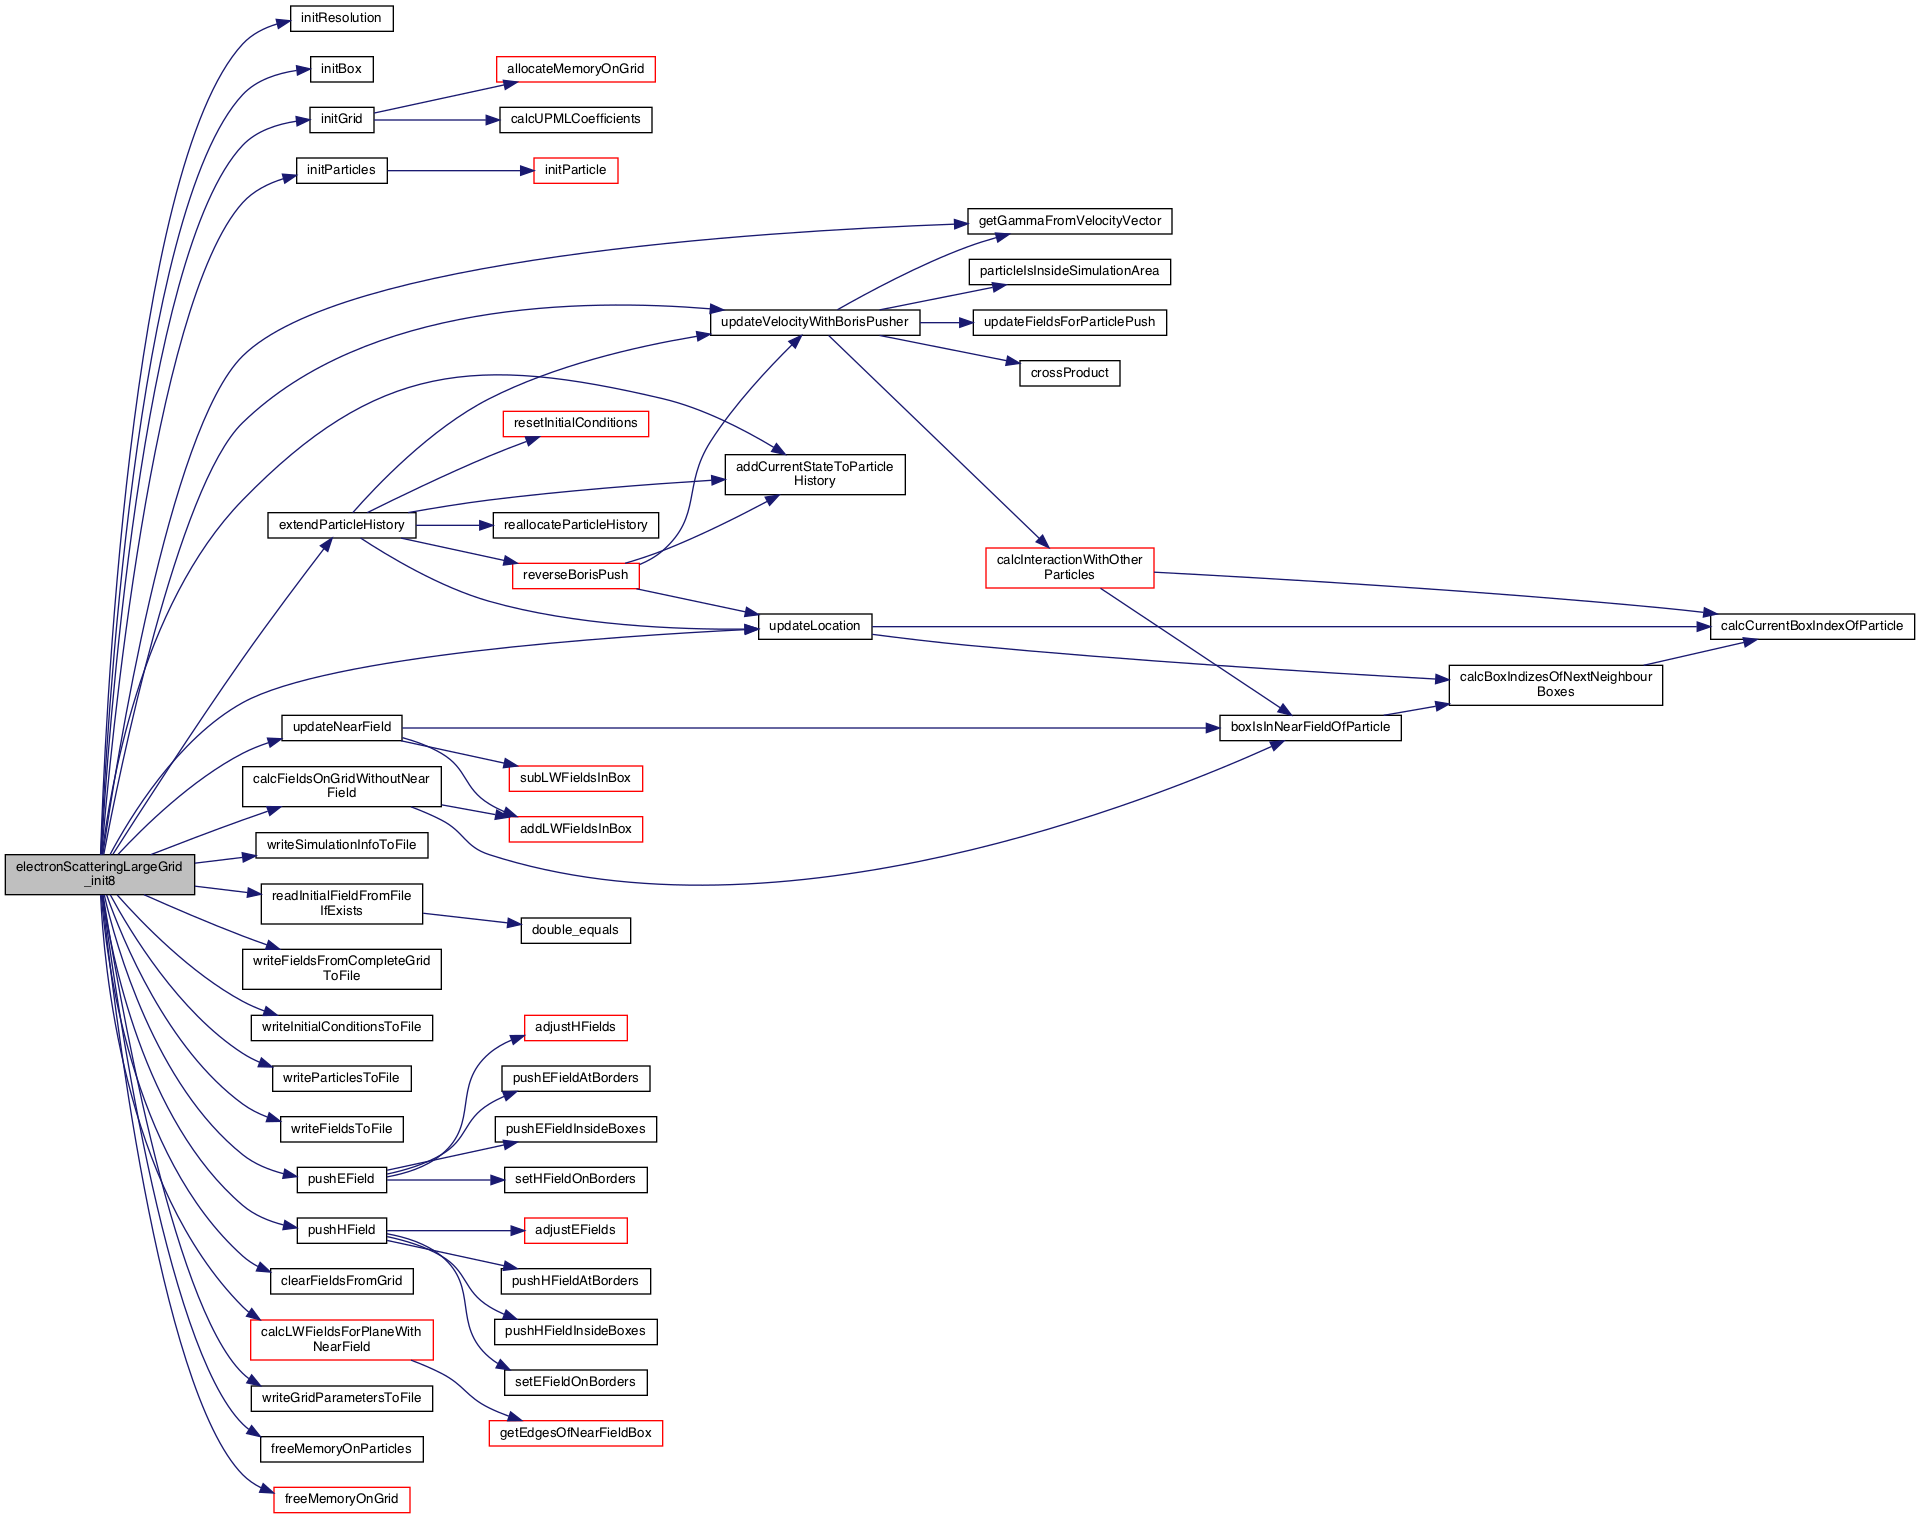 initResolution
initBox
allocateMemoryOnGrid
initGrid
calcUPMLCoefficients
initParticles
initParticle
getGammaFromVelocityVector
particleIsInsideSimulationArea
updateVelocityWithBorisPusher
updateFieldsForParticlePush
crossProduct
resetInitialConditions
addCurrentStateToParticle
History
extendParticleHistory
reallocateParticleHistory
calcInteractionWithOther
Particles
reverseBorisPush
updateLocation
calcCurrentBoxIndexOfParticle
calcBoxIndizesOfNextNeighbour
Boxes
updateNearField
boxIsInNearFieldOfParticle
subLWFieldsInBox
calcFieldsOnGridWithoutNear
Field
addLWFieldsInBox
writeSimulationInfoToFile
electronScatteringLargeGrid
_init8
readInitialFieldFromFile
IfExists
double_equals
writeFieldsFromCompleteGrid
ToFile
writeInitialConditionsToFile
adjustHFields
writeParticlesToFile
pushEFieldAtBorders
writeFieldsToFile
pushEFieldInsideBoxes
pushEField
setHFieldOnBorders
pushHField
adjustEFields
clearFieldsFromGrid
pushHFieldAtBorders
calcLWFieldsForPlaneWith
NearField
pushHFieldInsideBoxes
setEFieldOnBorders
writeGridParametersToFile
getEdgesOfNearFieldBox
freeMemoryOnParticles
freeMemoryOnGrid